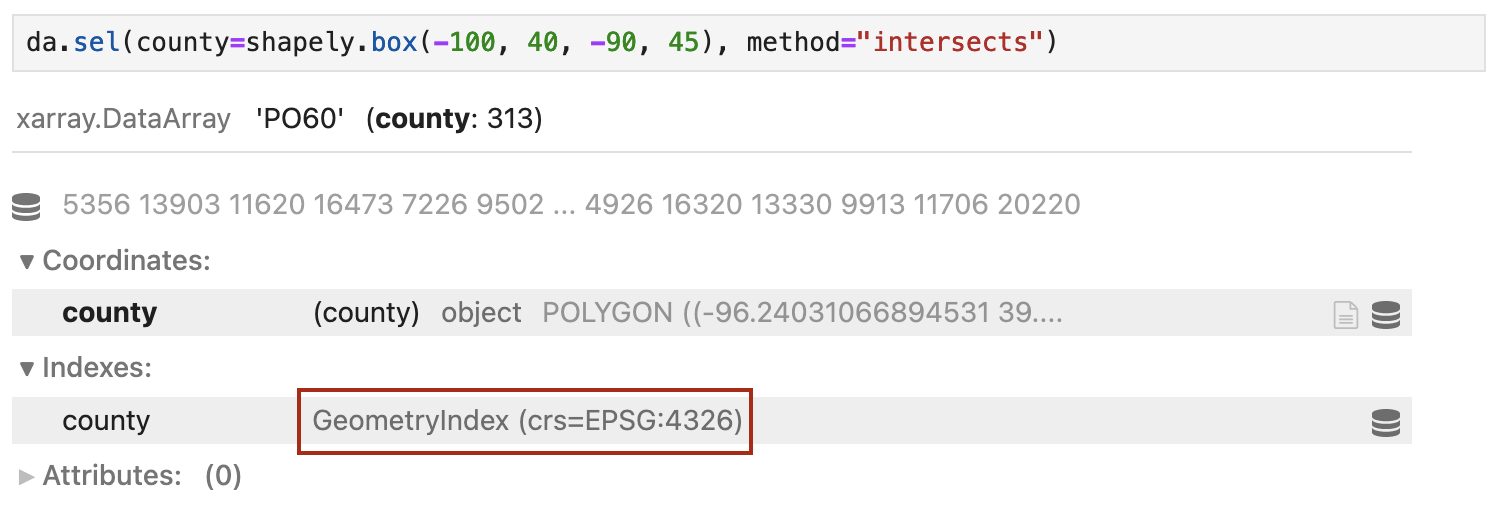 da.sel(county=shapely.box(-100, 40, -90, 45), method="intersects")
xarray.DataArray 'PO60' (county: 313)
5356 13903 11620 16473 7226 9502 ... 4926 16320 13330 9913 11706 20220
▼ Coordinates:
county (county) object POLYGON ((-96.24031066894531 39....
▼ Indexes:
county GeometryIndex (crs=EPSG:4326)
► Attributes: (0)